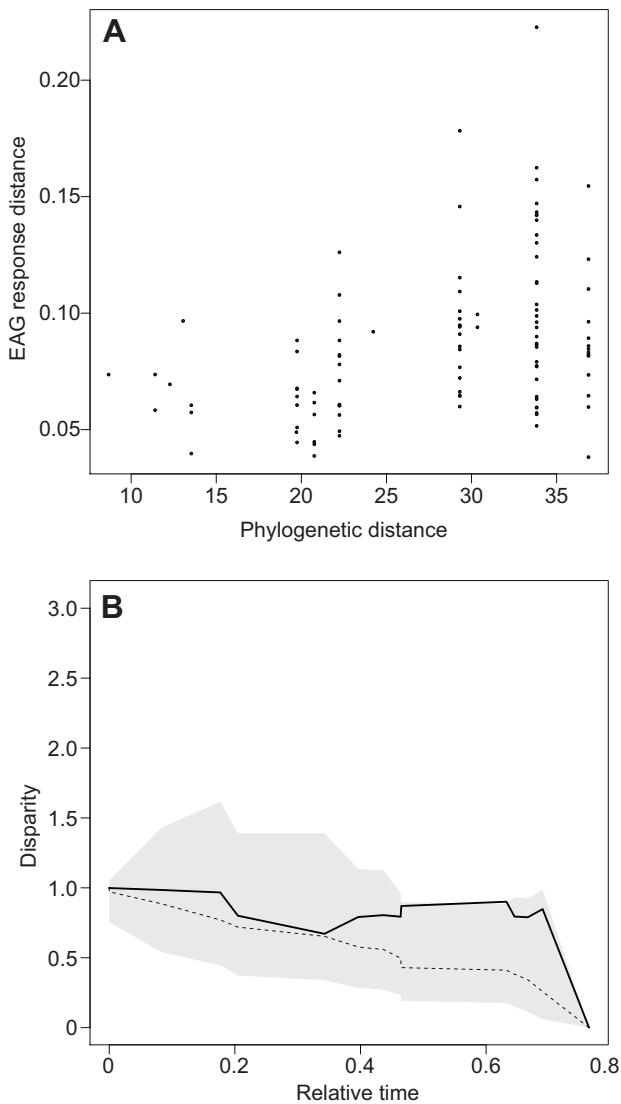 A
0.20
0.15
0.10
0.05
EAG response distance
10 15 20 25 30 35
Phylogenetic distance
B
3.0
2.5
2.0
1.5
1.0
0.5
0
Disparity
0 0.2 0.4 0.6 0.8
Relative time